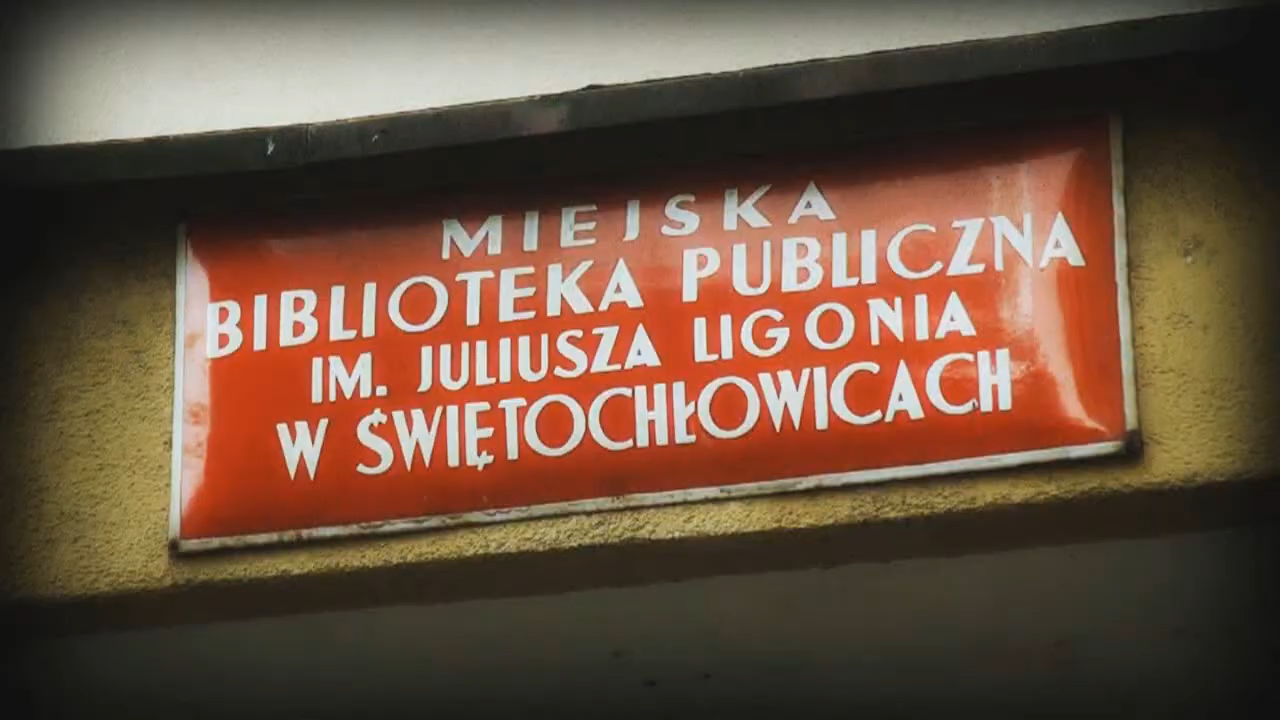 MIEJSKA
BIBLIOTEKA PUBLICZNA
IM. JULIUSZA LIGONIA
W ŚWIĘTOCHŁOWICACH